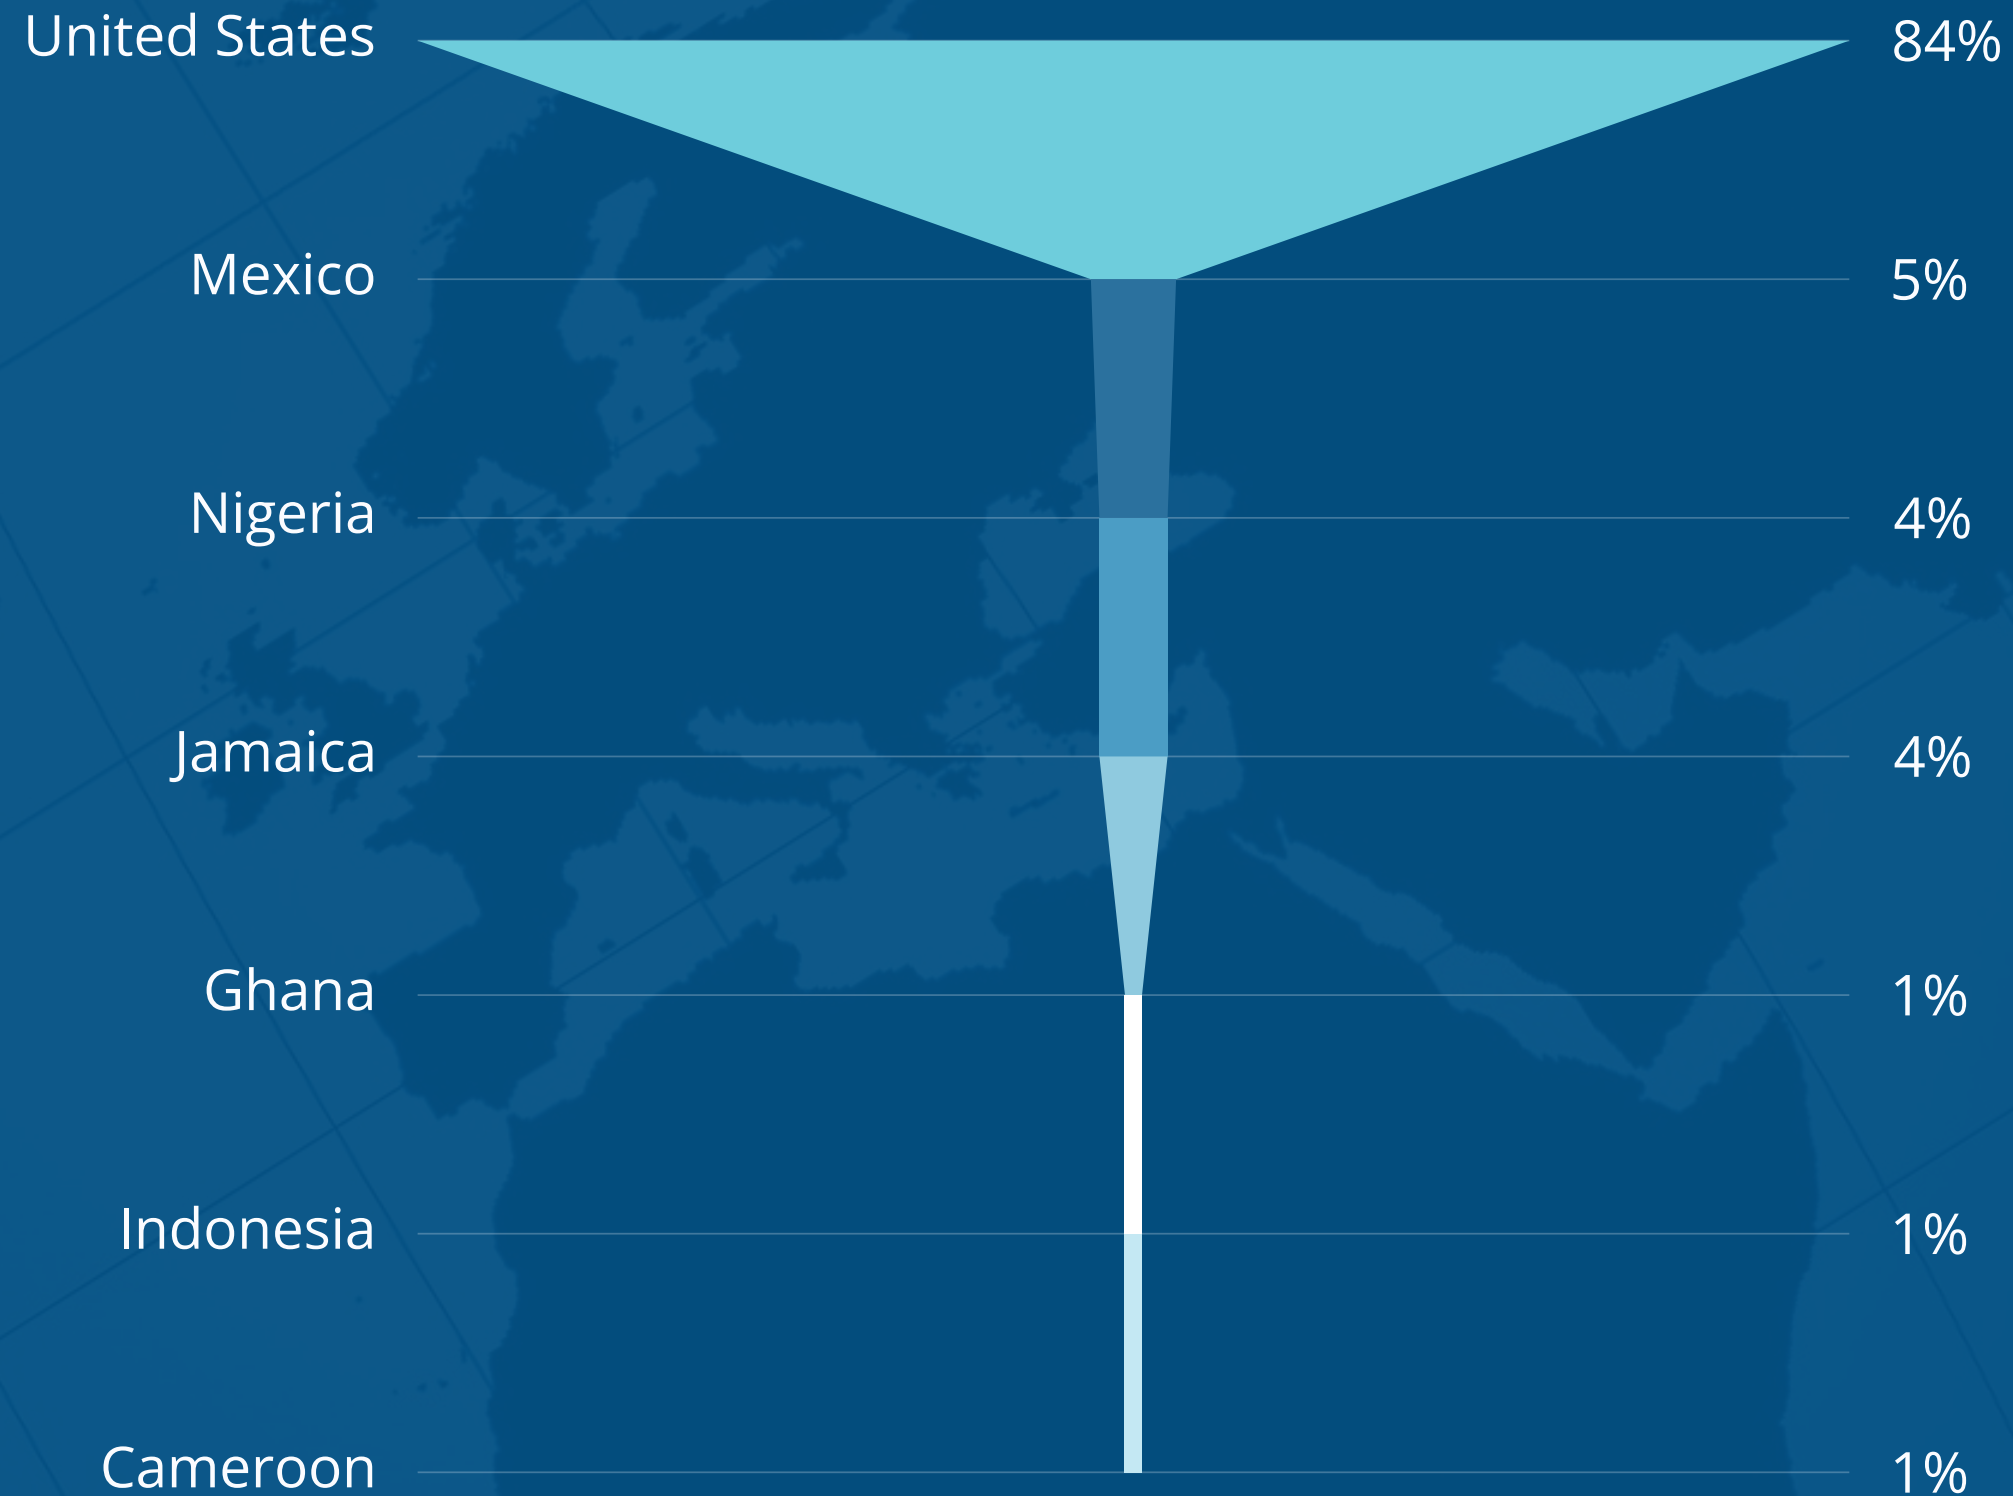 United States 84%
Mexico 5%
Nigeria 4%
Jamaica 4%
Ghana 1%
Indonesia 1%
Cameroon 1%